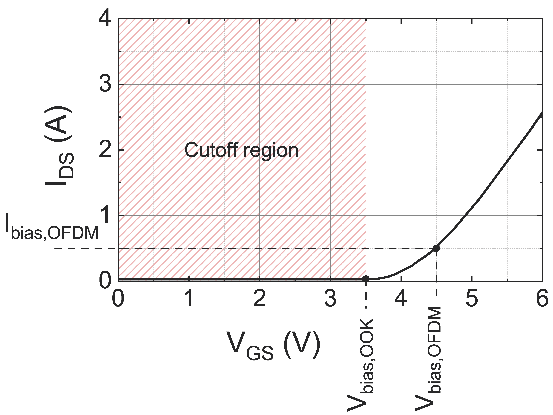 4
3
2
1
0
I_DS (A)
Cutoff region
I_bias,OFDM
0 1 2 3 4 5 6
V_GS (V)
V_bias,OOK
V_bias,OFDM